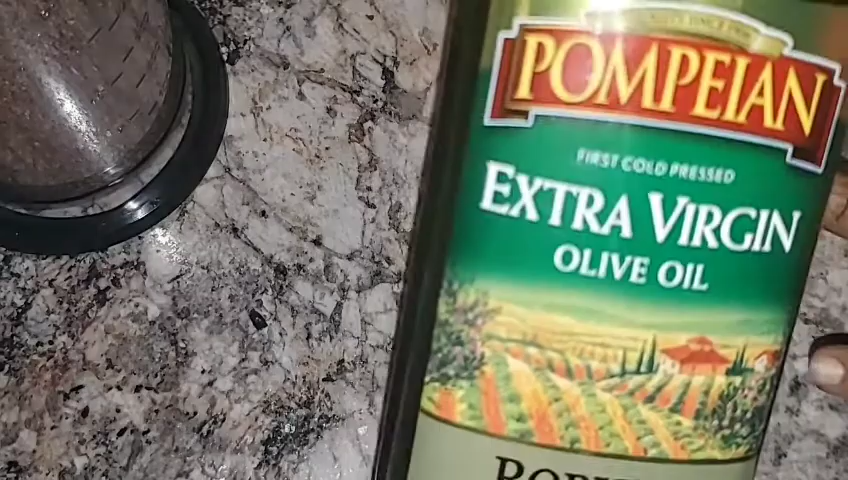 POMPEIAN
FIRST COLD PRESSED
EXTRA VIRGIN
OLIVE OIL